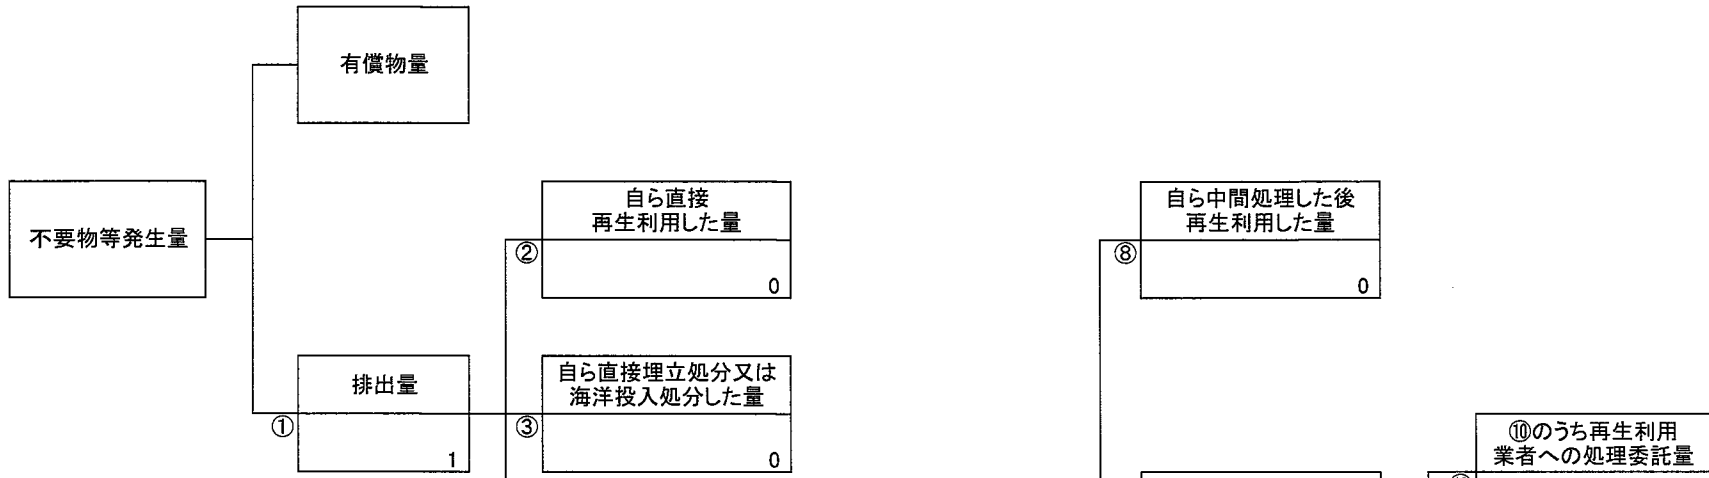 有償物量
不要物等発生量
自ら直接
再生利用した量
②
0
自ら中間処理した後
再生利用した量
⑧
0
排出量
①
1
自ら直接埋立処分又は
海洋投入処分した量
③
0
⑩のうち再生利用
業者への処理委託量